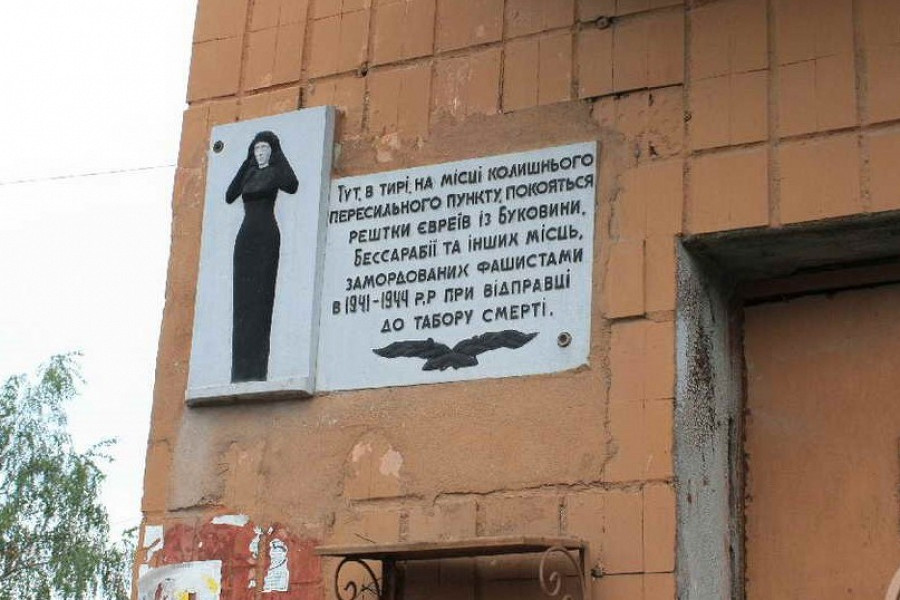 Тут, в тирі, на місці колишнього
пересильного пункту, покояться
рештки євреїв із Буковини,
Бессарабії та інших місць,
замордованих фашистами
в 1941-1944 р.р при відправці
до табору смерті.